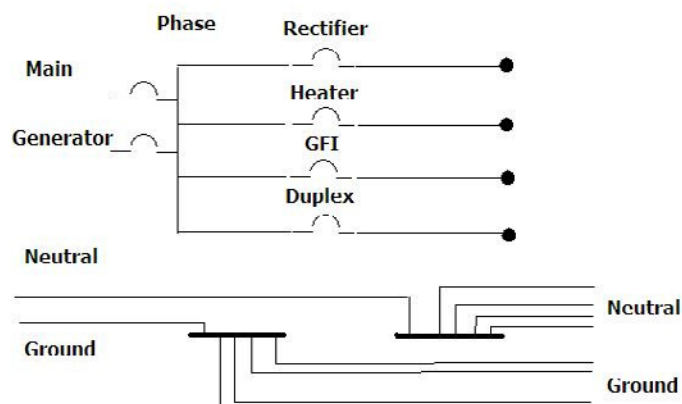 Phase
Rectifier
Main
Heater
Generator
GFI
Duplex
Neutral
Neutral
Ground
Ground